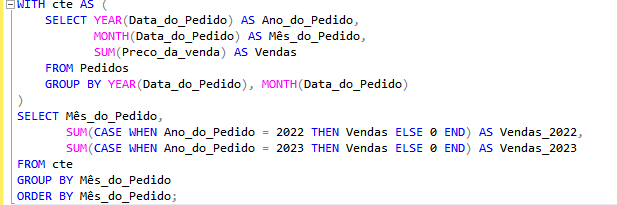 WITH cte AS (
    SELECT YEAR(Data_do_Pedido) AS Ano_do_Pedido,
           MONTH(Data_do_Pedido) AS Mês_do_Pedido,
           SUM(Preco_da_venda) AS Vendas
    FROM Pedidos
    GROUP BY YEAR(Data_do_Pedido), MONTH(Data_do_Pedido)
)
SELECT Mês_do_Pedido,
       SUM(CASE WHEN Ano_do_Pedido = 2022 THEN Vendas ELSE 0 END) AS Vendas_2022,
       SUM(CASE WHEN Ano_do_Pedido = 2023 THEN Vendas ELSE 0 END) AS Vendas_2023
FROM cte
GROUP BY Mês_do_Pedido
ORDER BY Mês_do_Pedido;